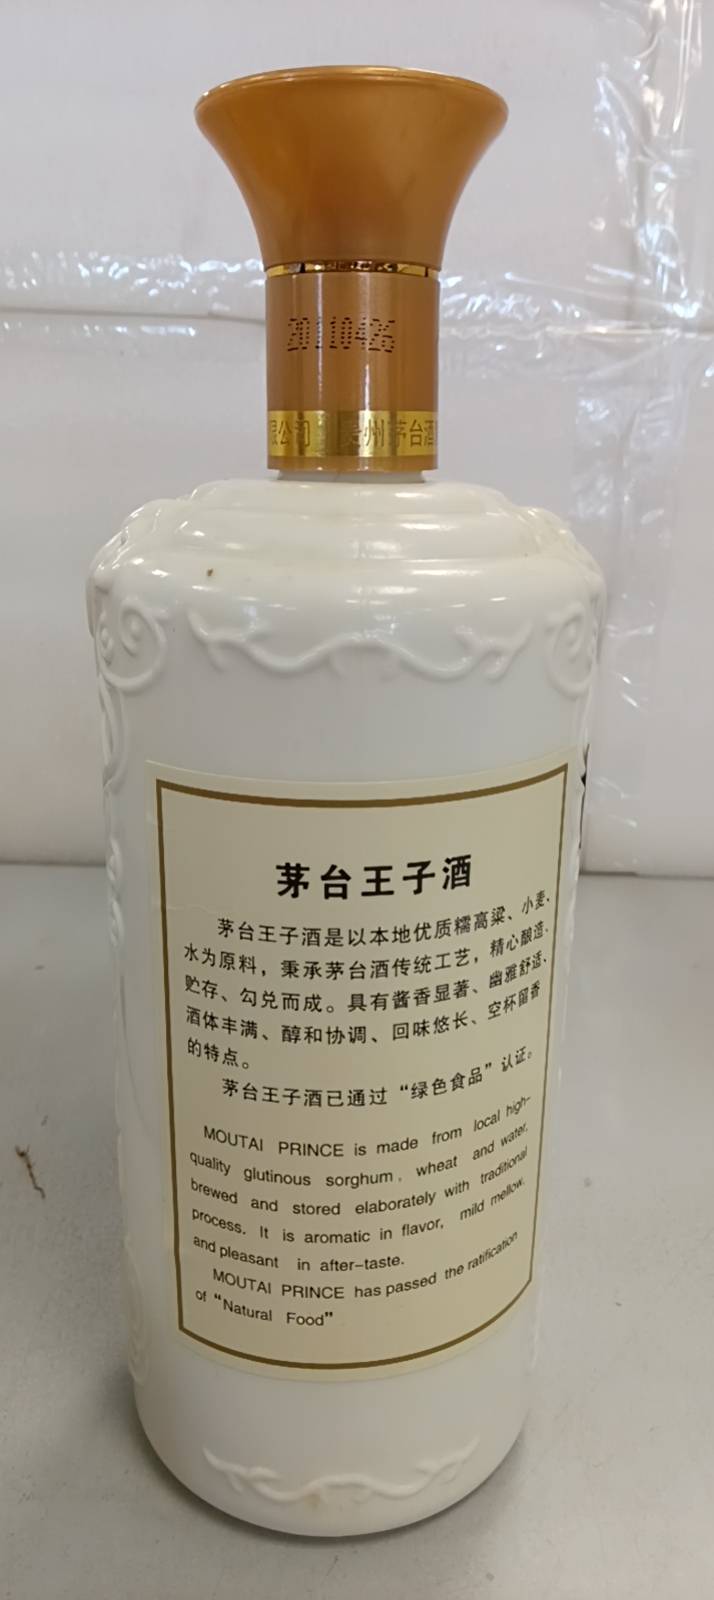 20110426
限公司 贵州茅台酒
茅台王子酒
茅台王子酒是以本地优质糯高粱、小麦、
水为原料，秉承茅台酒传统工艺，精心酿造、
贮存、勾兑而成。具有酱香显著、幽雅舒适、
酒体丰满、醇和协调、回味悠长、空杯留香
的特点。
茅台王子酒已通过“绿色食品”认证。
MOUTAI PRINCE is made from local high-
quality glutinous sorghum, wheat and water,
brewed and stored elaborately with traditional
process. It is aromatic in flavor, mild mellow,
and pleasant in after-taste.
MOUTAI PRINCE has passed the ratification
of “Natural Food”